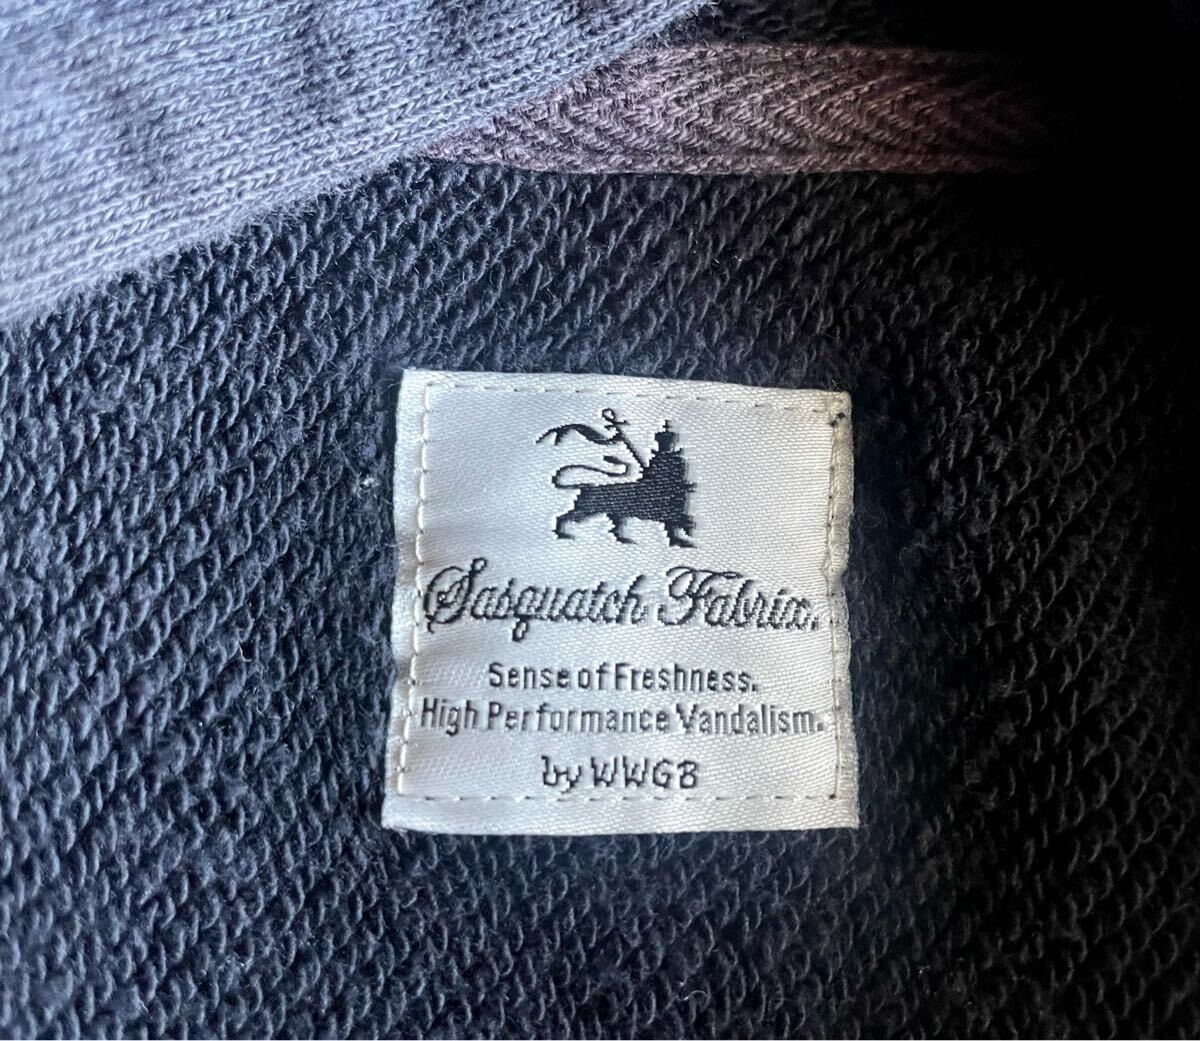 Sasquatch Fabrix.
Sense of Freshness.
High Performance Vandalism.
by WWGB